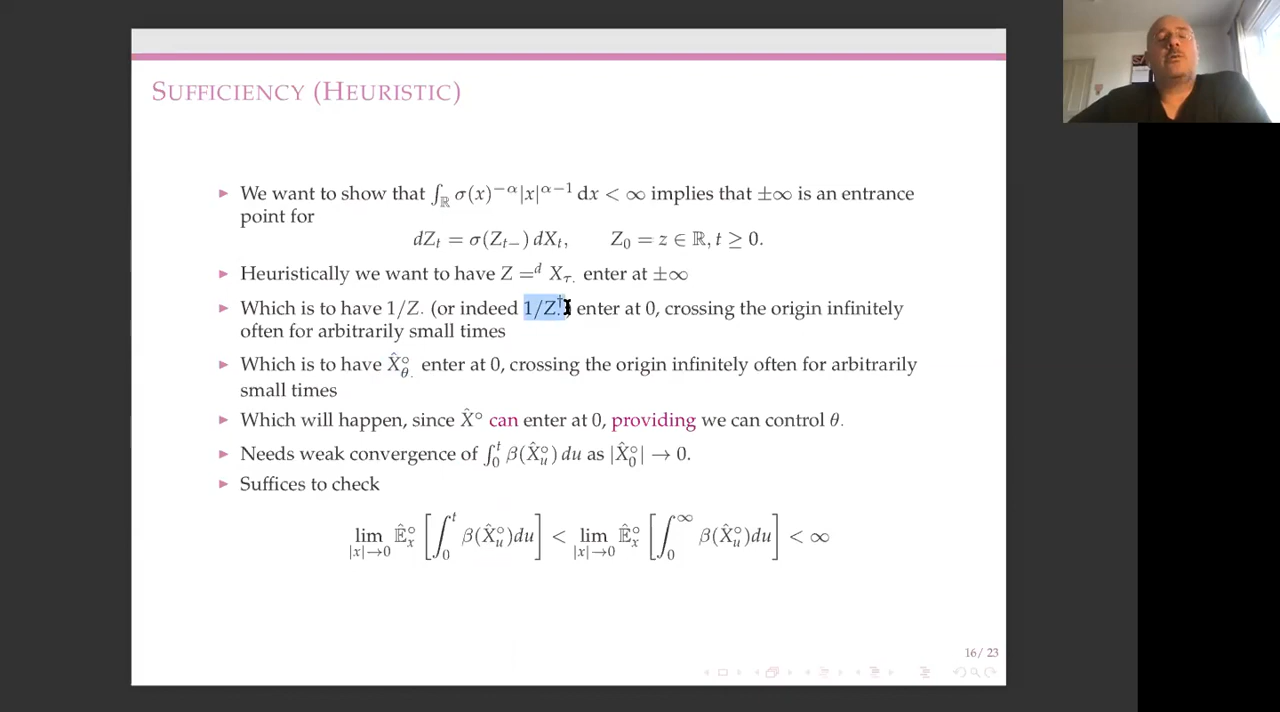 SUFFICIENCY (HEURISTIC)
▶ We want to show that ∫_ℝ σ(x)^{−α}|x|^{α−1} dx < ∞ implies that ±∞ is an entrance
point for
dZ_t = σ(Z_{t−}) dX_t,  Z_0 = z ∈ ℝ, t ≥ 0.
▶ Heuristically we want to have Z =^d X_{τ.} enter at ±∞
▶ Which is to have 1/Z. (or indeed 1/Z.^†) enter at 0, crossing the origin infinitely
often for arbitrarily small times
▶ Which is to have X̂°_{θ.} enter at 0, crossing the origin infinitely often for arbitrarily
small times
▶ Which will happen, since X̂° can enter at 0, providing we can control θ.
▶ Needs weak convergence of ∫_0^t β(X̂°_u) du as |X̂°_0| → 0.
▶ Suffices to check
lim_{|x|→0} Ê°_x [∫_0^t β(X̂°_u)du] < lim_{|x|→0} Ê°_x [∫_0^∞ β(X̂°_u)du] < ∞
16/ 23